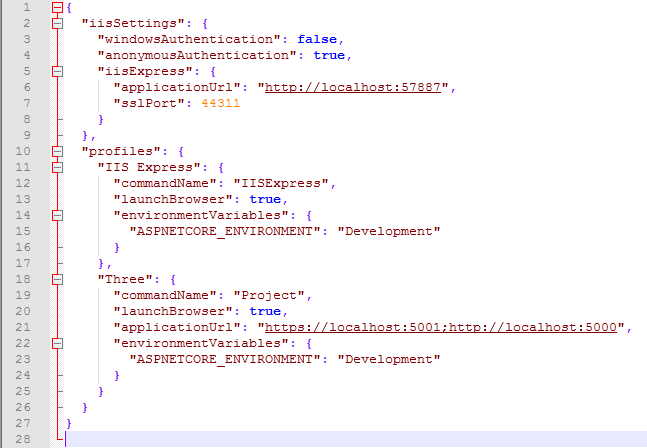 1 {
2   "iisSettings": {
3     "windowsAuthentication": false,
4     "anonymousAuthentication": true,
5     "iisExpress": {
6       "applicationUrl": "http://localhost:57887",
7       "sslPort": 44311
8     }
9   },
10   "profiles": {
11     "IIS Express": {
12       "commandName": "IISExpress",
13       "launchBrowser": true,
14       "environmentVariables": {
15         "ASPNETCORE_ENVIRONMENT": "Development"
16       }
17     },
18     "Three": {
19       "commandName": "Project",
20       "launchBrowser": true,
21       "applicationUrl": "https://localhost:5001;http://localhost:5000",
22       "environmentVariables": {
23         "ASPNETCORE_ENVIRONMENT": "Development"
24       }
25     }
26   }
27 }
28